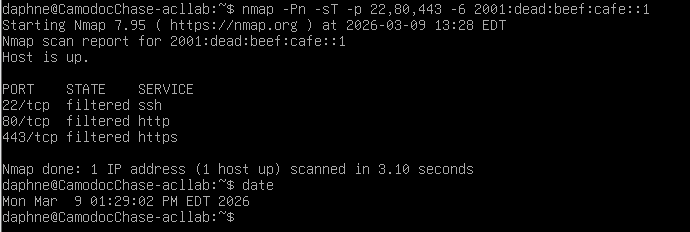 daphne@CamodocChase-acllab:~$ nmap -Pn -sT -p 22,80,443 -6 2001:dead:beef:cafe::1
Starting Nmap 7.95 ( https://nmap.org ) at 2026-03-09 13:28 EDT
Nmap scan report for 2001:dead:beef:cafe::1
Host is up.

PORT    STATE    SERVICE
22/tcp  filtered ssh
80/tcp  filtered http
443/tcp filtered https

Nmap done: 1 IP address (1 host up) scanned in 3.10 seconds
daphne@CamodocChase-acllab:~$ date
Mon Mar  9 01:29:02 PM EDT 2026
daphne@CamodocChase-acllab:~$